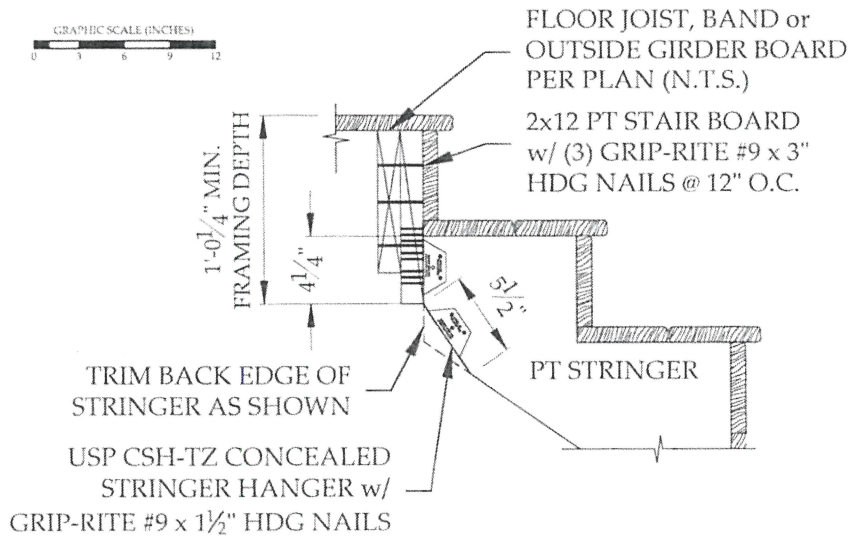 GRAPHIC SCALE (INCHES)
0 3 6 9 12
FLOOR JOIST, BAND or
OUTSIDE GIRDER BOARD
PER PLAN (N.T.S.)
2x12 PT STAIR BOARD
w/ (3) GRIP-RITE #9 x 3"
HDG NAILS @ 12" O.C.
1'-0¼" MIN.
FRAMING DEPTH
4¼"
5½"
TRIM BACK EDGE OF
STRINGER AS SHOWN
PT STRINGER
USP CSH-TZ CONCEALED
STRINGER HANGER w/
GRIP-RITE #9 x 1½" HDG NAILS